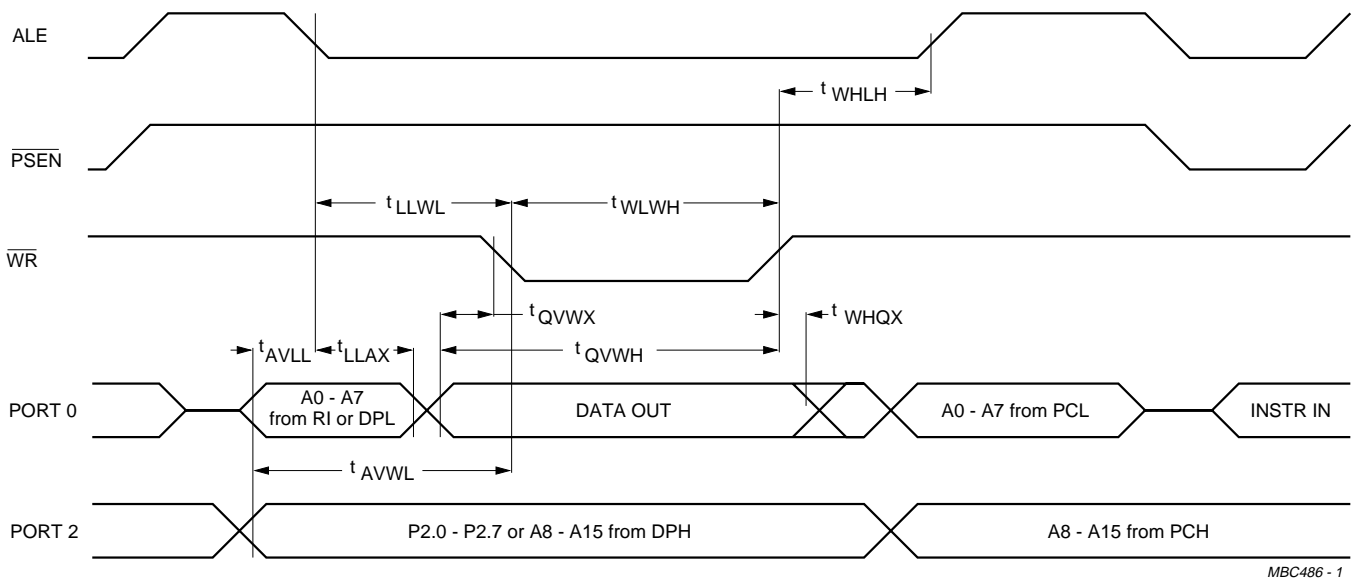 ALE
t WHLH
PSEN
t LLWL
t WLWH
WR
t QVWX
t WHQX
t AVLL
t LLAX
t QVWH
PORT 0
A0 - A7
from RI or DPL
DATA OUT
A0 - A7 from PCL
INSTR IN
t AVWL
PORT 2
P2.0 - P2.7 or A8 - A15 from DPH
A8 - A15 from PCH
MBC486 - 1